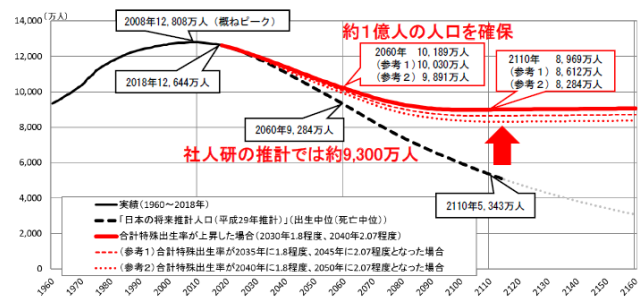 (万人)
14,000
12,000
10,000
8,000
6,000
4,000
2,000
0
2008年12,808万人(概ねピーク)
2018年12,644万人
約1億人の人口を確保
2060年 10,189万人
(参考1)10,030万人
(参考2) 9,891万人
2110年 8,969万人
(参考1) 8,612万人
(参考2) 8,284万人
2060年9,284万人
社人研の推計では約9,300万人
2110年5,343万人
実績(1960~2018年)
「日本の将来推計人口(平成29年推計)」(出生中位(死亡中位))
合計特殊出生率が上昇した場合(2030年1.8程度、2040年2.07程度)
(参考1)合計特殊出生率が2035年に1.8程度、2045年に2.07程度となった場合
(参考2)合計特殊出生率が2040年に1.8程度、2050年に2.07程度となった場合
1960
1970
1980
1990
2000
2010
2020
2030
2040
2050
2060
2070
2080
2090
2100
2110
2120
2130
2140
2150
2160